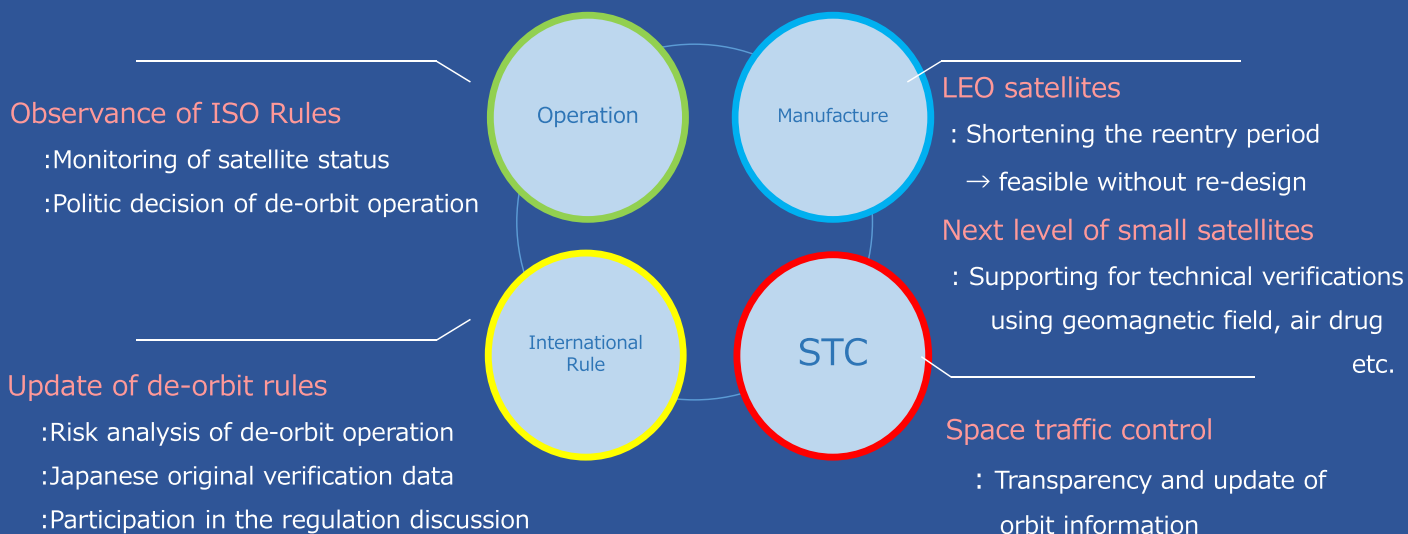 Operation
Observance of ISO Rules
:Monitoring of satellite status
:Politic decision of de-orbit operation
Manufacture
LEO satellites
: Shortening the reentry period
→ feasible without re-design
Next level of small satellites
: Supporting for technical verifications
using geomagnetic field, air drug
etc.
International
Rule
Update of de-orbit rules
:Risk analysis of de-orbit operation
:Japanese original verification data
:Participation in the regulation discussion
STC
Space traffic control
: Transparency and update of
orbit information